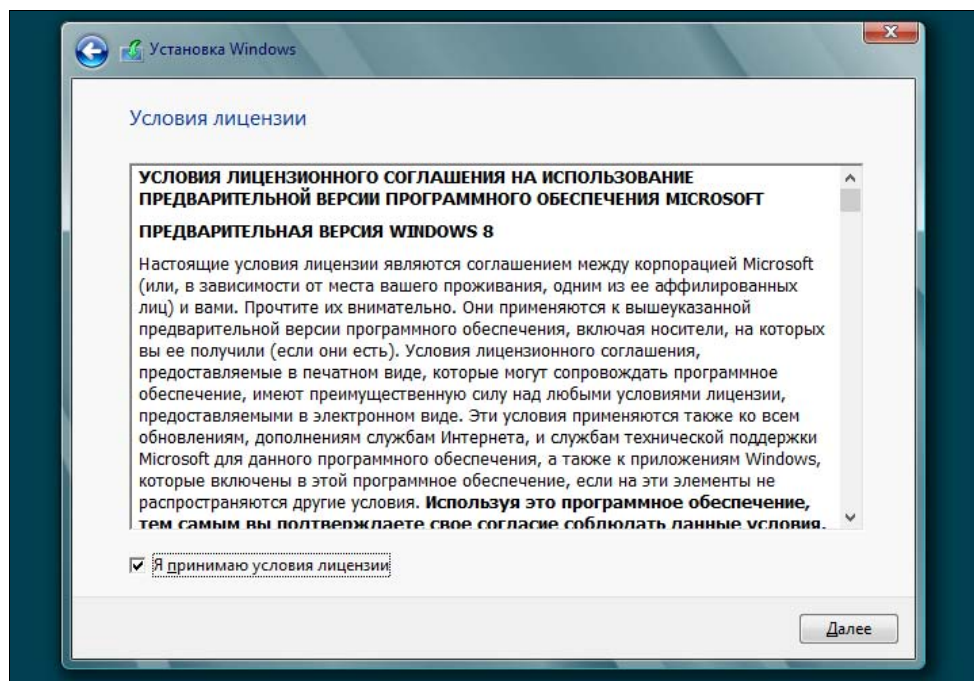 Установка Windows
Условия лицензии
УСЛОВИЯ ЛИЦЕНЗИОННОГО СОГЛАШЕНИЯ НА ИСПОЛЬЗОВАНИЕ
ПРЕДВАРИТЕЛЬНОЙ ВЕРСИИ ПРОГРАММНОГО ОБЕСПЕЧЕНИЯ MICROSOFT
ПРЕДВАРИТЕЛЬНАЯ ВЕРСИЯ WINDOWS 8
Настоящие условия лицензии являются соглашением между корпорацией Microsoft
(или, в зависимости от места вашего проживания, одним из ее аффилированных
лиц) и вами. Прочтите их внимательно. Они применяются к вышеуказанной
предварительной версии программного обеспечения, включая носители, на которых
вы ее получили (если они есть). Условия лицензионного соглашения,
предоставляемые в печатном виде, которые могут сопровождать программное
обеспечение, имеют преимущественную силу над любыми условиями лицензии,
предоставляемыми в электронном виде. Эти условия применяются также ко всем
обновлениям, дополнениям службам Интернета, и службам технической поддержки
Microsoft для данного программного обеспечения, а также к приложениям Windows,
которые включены в этой программное обеспечение, если на эти элементы не
распространяются другие условия. Используя это программное обеспечение,
тем самым вы подтверждаете свое согласие соблюдать данные условия.
Я принимаю условия лицензии
Далее